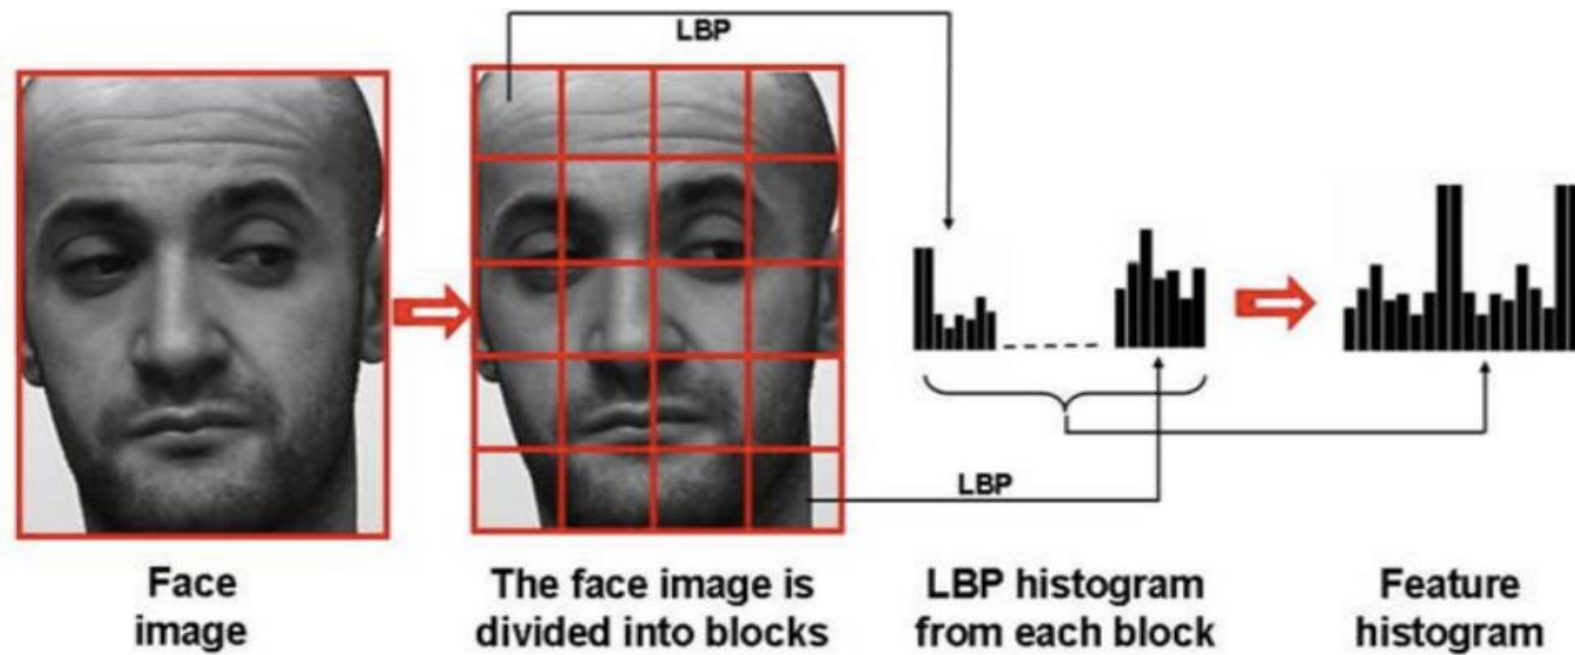 LBP
LBP
Face
image
The face image is
divided into blocks
LBP histogram
from each block
Feature
histogram